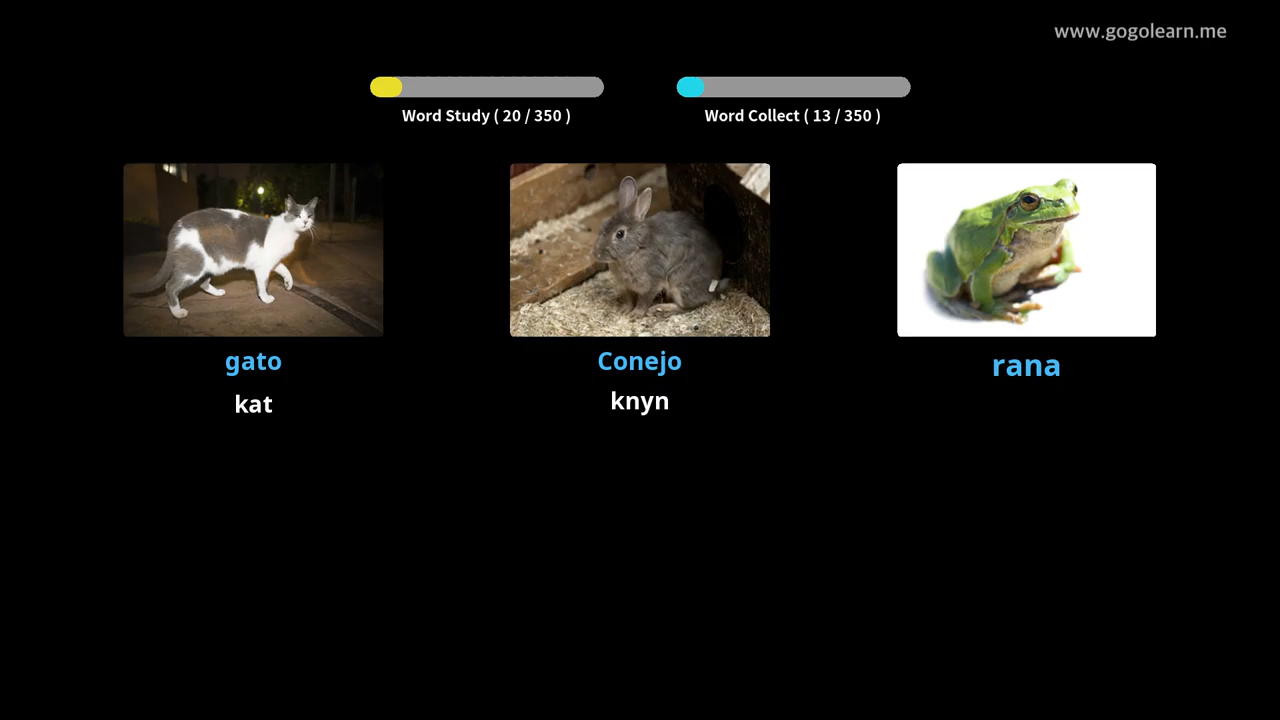 www.gogolearn.me
Word Study ( 20 / 350 )
Word Collect ( 13 / 350 )
gato
kat
Conejo
knyn
rana